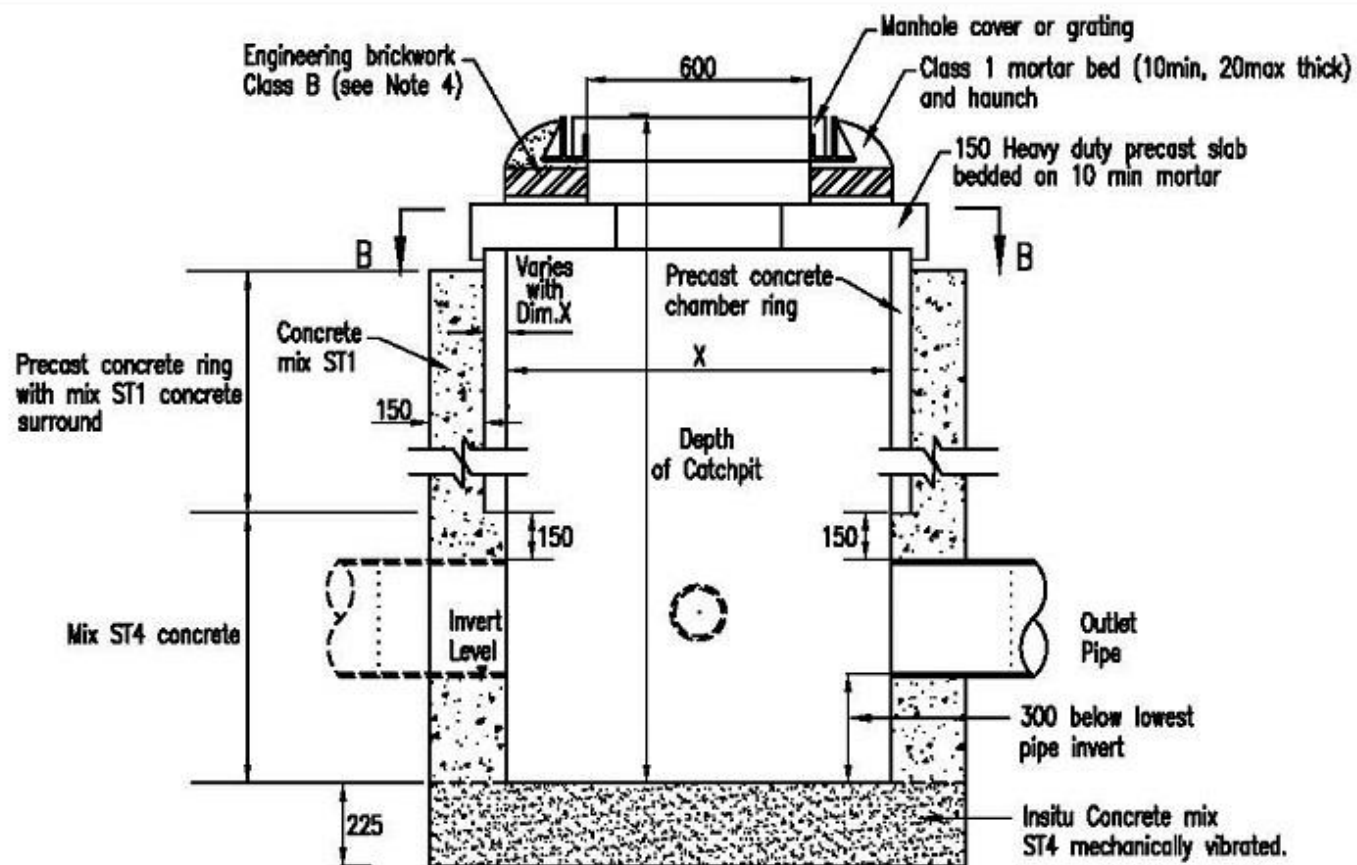 Manhole cover or grating
Engineering brickwork
Class B (see Note 4)
600
Class 1 mortar bed (10min, 20max thick)
and haunch
150 Heavy duty precast slab
bedded on 10 min mortar
B
B
Varies
with
Dim.X
Precast concrete
chamber ring
Concrete
mix ST1
X
Precast concrete ring
with mix ST1 concrete
surround
150
Depth
of Catchpit
150
150
Mix ST4 concrete
Invert
Level
Outlet
Pipe
300 below lowest
pipe invert
225
Insitu Concrete mix
ST4 mechanically vibrated.